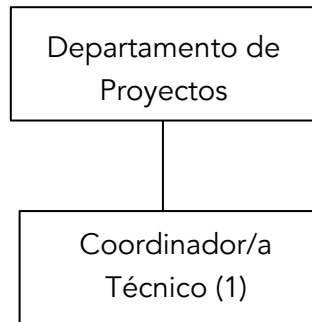 Departamento de
Proyectos
Coordinador/a
Técnico (1)